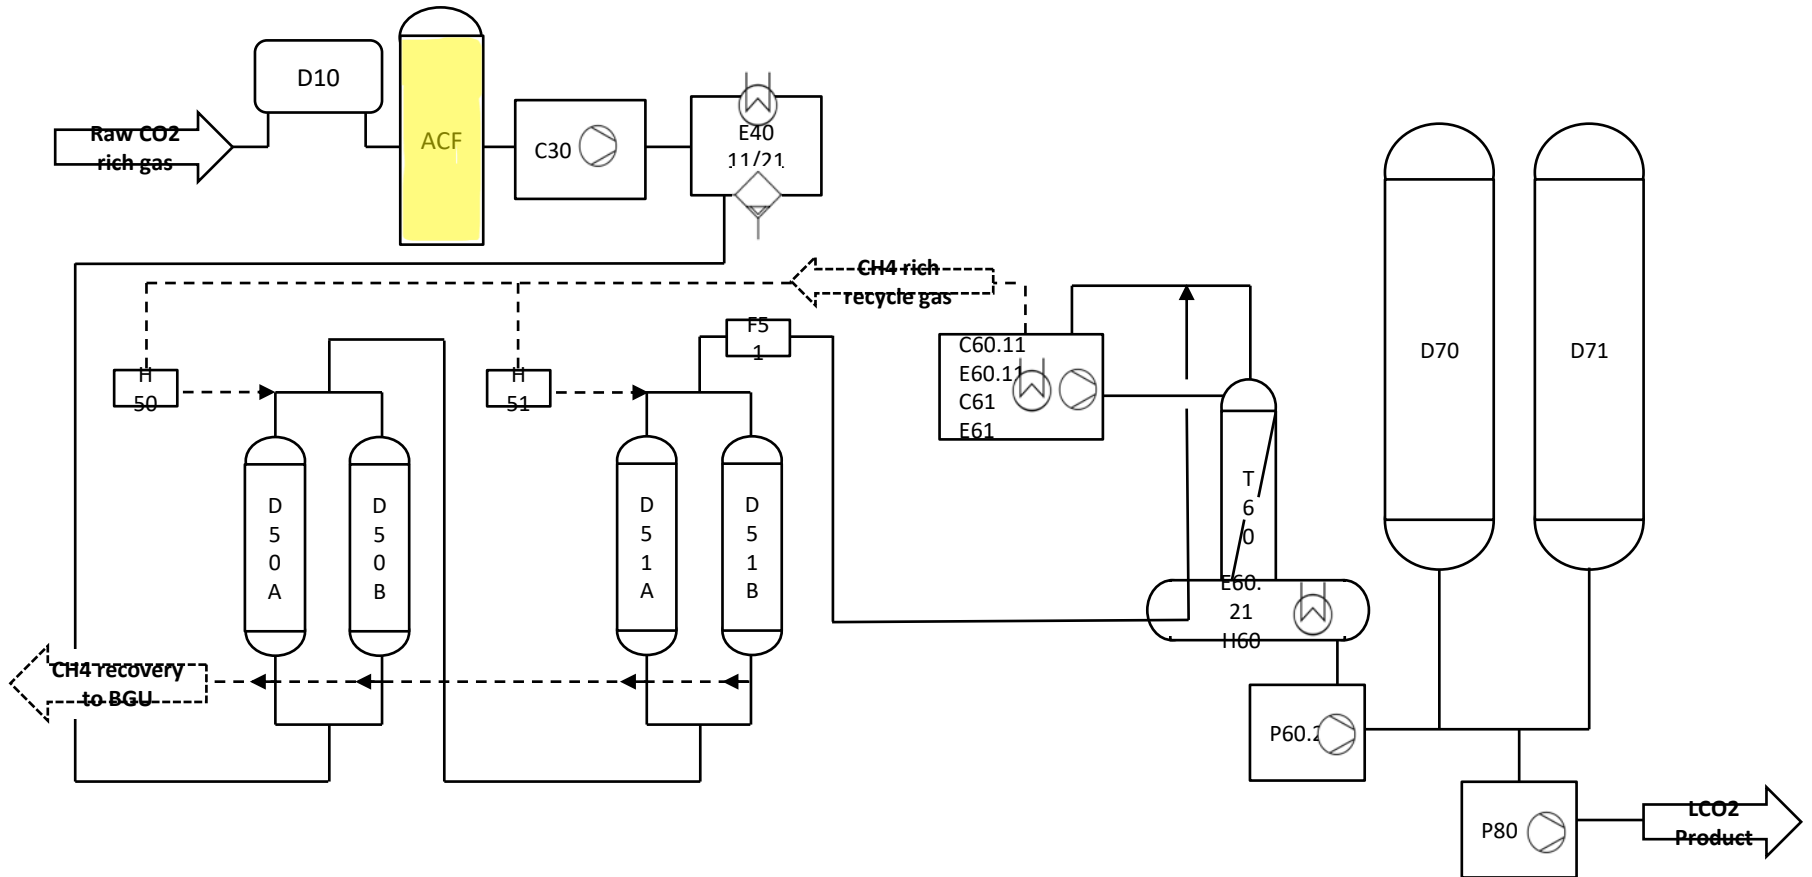 D10
Raw CO2
rich gas
ACF
C30
E40
11/21
CH4 rich
recycle gas
F5
1
H
50
H
51
C60.11
E60.11
C61
E61
D70
D71
D
5
0
A
D
5
0
B
D
5
1
A
D
5
1
B
T
6
0
E60.
21
H60
CH4 recovery
to BGU
P60.2
P80
LCO2
Product